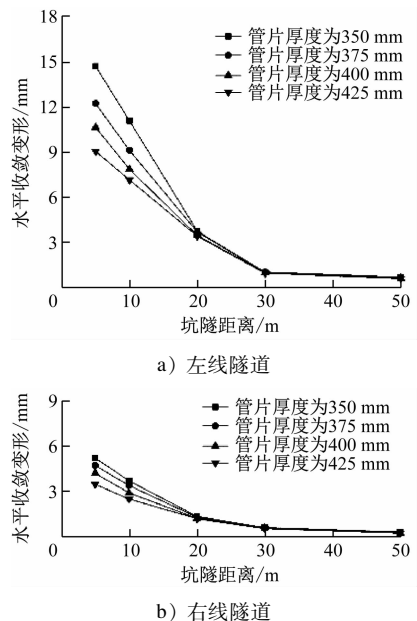 18
15
12
9
6
3
0
水平收敛变形/mm
管片厚度为350 mm
管片厚度为375 mm
管片厚度为400 mm
管片厚度为425 mm
10 20 30 40 50
坑隧距离/m
a）左线隧道
9
6
3
0
水平收敛变形/mm
管片厚度为350 mm
管片厚度为375 mm
管片厚度为400 mm
管片厚度为425 mm
10 20 30 40 50
坑隧距离/m
b）右线隧道